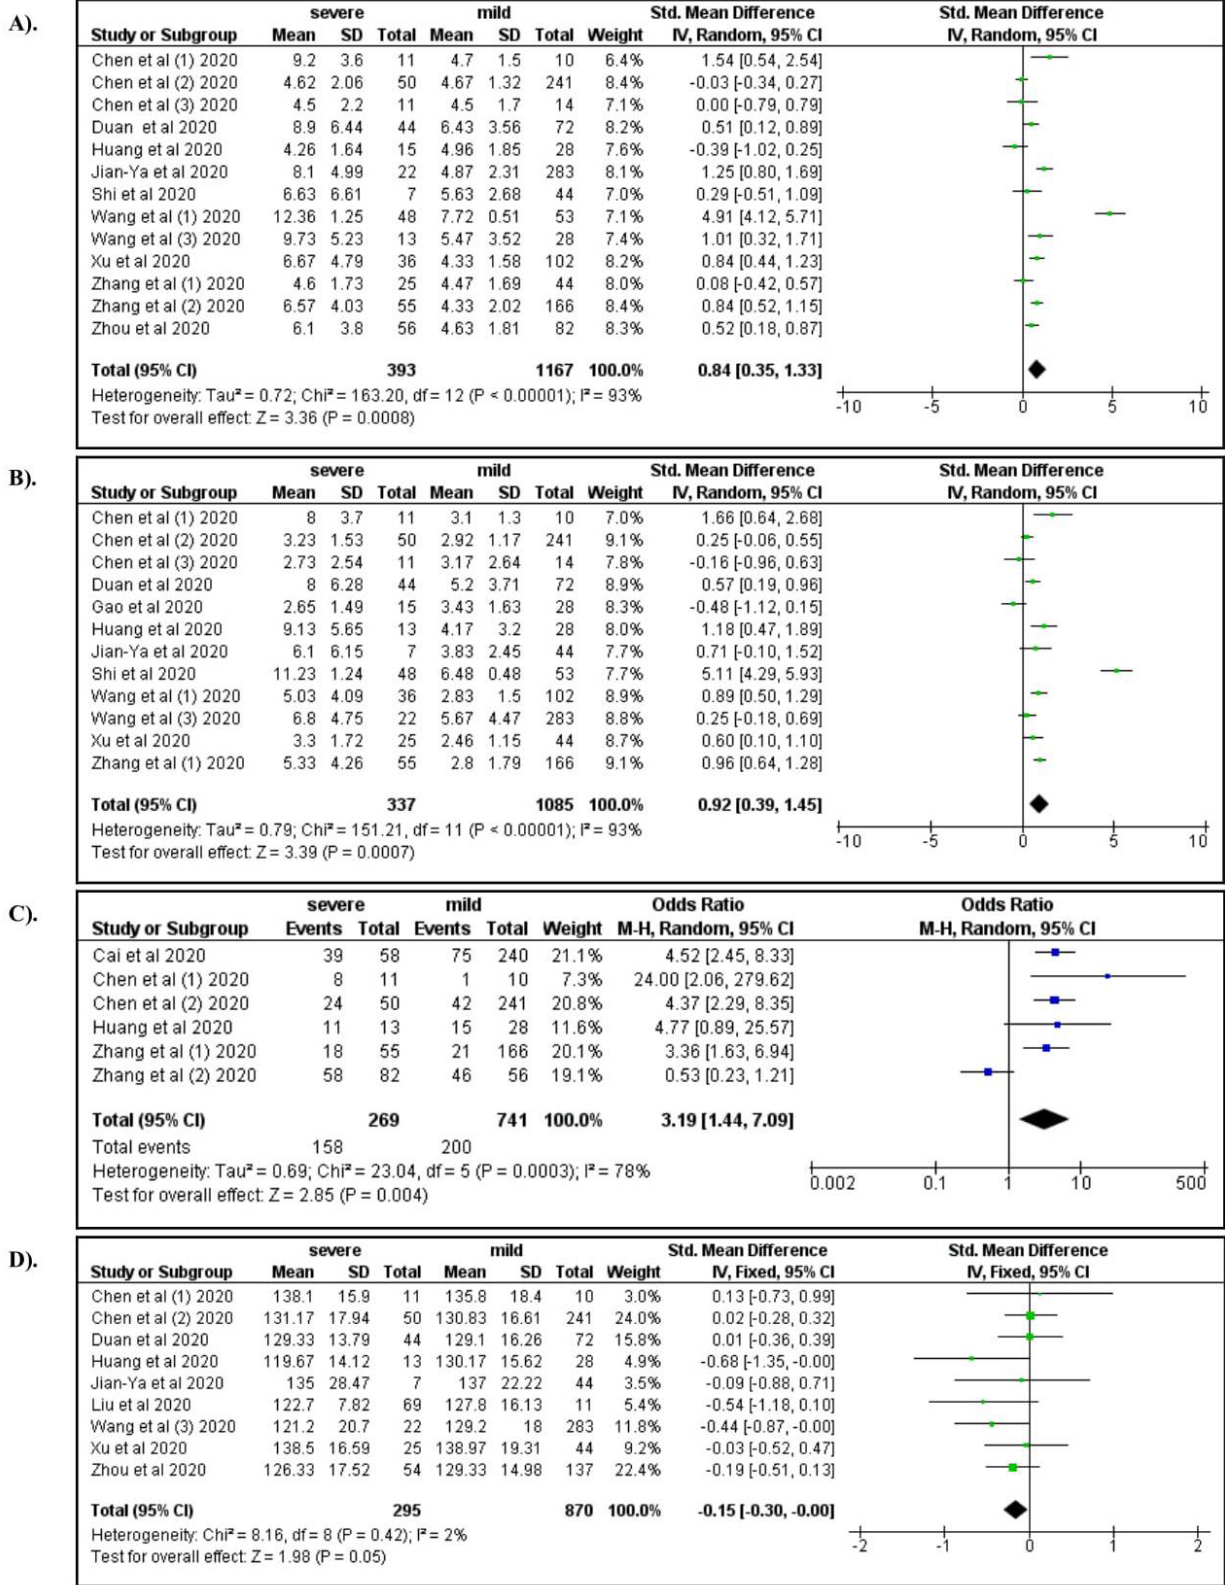 A).
severe mild Std. Mean Difference Std. Mean Difference
Study or Subgroup Mean SD Total Mean SD Total Weight IV, Random, 95% CI IV, Random, 95% CI
Chen et al (1) 2020 9.2 3.6 11 4.7 1.5 10 6.4% 1.54 [0.54, 2.54]
Chen et al (2) 2020 4.62 2.06 50 4.67 1.32 241 8.4% -0.03 [-0.34, 0.27]
Chen et al (3) 2020 4.5 2.2 11 4.5 1.7 14 7.1% 0.00 [-0.79, 0.79]
Duan et al 2020 8.9 6.44 44 6.43 3.56 72 8.2% 0.51 [0.12, 0.89]
Huang et al 2020 4.26 1.64 15 4.96 1.85 28 7.6% -0.39 [-1.02, 0.25]
Jian-Ya et al 2020 8.1 4.99 22 4.87 2.31 283 8.0% 1.25 [0.80, 1.69]
Shi et al 2020 6.63 6.61 7 5.63 2.68 44 7.0% 0.29 [-0.51, 1.09]
Wang et al (1) 2020 12.36 1.25 48 7.72 0.51 53 7.1% 4.91 [4.12, 5.71]
Wang et al (3) 2020 9.73 5.23 13 5.47 3.52 28 7.4% 1.01 [0.32, 1.71]
Xu et al 2020 6.67 4.79 36 4.33 1.58 102 8.2% 0.84 [0.44, 1.23]
Zhang et al (1) 2020 4.6 1.73 25 4.47 1.69 44 8.0% 0.08 [-0.42, 0.57]
Zhang et al (2) 2020 6.57 4.03 55 4.33 2.02 166 8.4% 0.84 [0.52, 1.15]
Zhou et al 2020 6.1 3.8 56 4.63 1.81 82 8.3% 0.52 [0.18, 0.87]
Total (95% CI) 393 1167 100.0% 0.84 [0.35, 1.33]
Heterogeneity: Tau² = 0.72; Chi² = 163.20, df = 12 (P < 0.00001); I² = 93%
Test for overall effect: Z = 3.36 (P = 0.0008)
-10 -5 0 5 10
B).
severe mild Std. Mean Difference Std. Mean Difference
Study or Subgroup Mean SD Total Mean SD Total Weight IV, Random, 95% CI IV, Random, 95% CI
Chen et al (1) 2020 8 3.7 11 3.1 1.3 10 7.0% 1.66 [0.64, 2.68]
Chen et al (2) 2020 3.23 1.53 50 2.92 1.17 241 9.1% 0.25 [-0.06, 0.55]
Chen et al (3) 2020 2.73 2.54 11 3.17 2.64 14 7.8% -0.16 [-0.96, 0.63]
Duan et al 2020 8 6.28 44 5.2 3.71 72 8.9% 0.57 [0.19, 0.96]
Gao et al 2020 2.65 1.49 15 3.43 1.63 28 8.3% -0.48 [-1.12, 0.15]
Huang et al 2020 9.13 5.65 13 4.17 3.2 28 8.0% 1.18 [0.47, 1.89]
Jian-Ya et al 2020 6.1 6.15 7 3.83 2.45 44 7.7% 0.71 [-0.10, 1.52]
Shi et al 2020 11.23 1.24 48 6.48 0.48 53 7.7% 5.11 [4.29, 5.93]
Wang et al (1) 2020 5.03 4.09 36 2.83 1.5 102 8.9% 0.89 [0.50, 1.29]
Wang et al (3) 2020 6.8 4.75 22 5.67 4.47 283 8.8% 0.25 [-0.18, 0.69]
Xu et al 2020 3.3 1.72 25 2.46 1.15 44 8.7% 0.60 [0.10, 1.10]
Zhang et al (1) 2020 5.33 4.26 55 2.8 1.79 166 9.1% 0.96 [0.64, 1.28]
Total (95% CI) 337 1085 100.0% 0.92 [0.39, 1.45]
Heterogeneity: Tau² = 0.79; Chi² = 151.21, df = 11 (P < 0.00001); I² = 93%
Test for overall effect: Z = 3.39 (P = 0.0007)
-10 -5 0 5 10
C).
severe mild Odds Ratio Odds Ratio
Study or Subgroup Events Total Events Total Weight M-H, Random, 95% CI M-H, Random, 95% CI
Cai et al 2020 39 58 75 240 21.1% 4.52 [2.45, 8.33]
Chen et al (1) 2020 8 11 1 10 7.3% 24.00 [2.06, 279.62]
Chen et al (2) 2020 24 50 42 241 20.8% 4.37 [2.29, 8.35]
Huang et al 2020 11 13 15 28 11.6% 4.77 [0.89, 25.57]
Zhang et al (1) 2020 18 55 21 166 20.1% 3.36 [1.63, 6.94]
Zhang et al (2) 2020 58 82 46 56 19.1% 0.53 [0.23, 1.21]
Total (95% CI) 269 741 100.0% 3.19 [1.44, 7.09]
Total events 158 200
Heterogeneity: Tau² = 0.69; Chi² = 23.04, df = 5 (P = 0.0003); I² = 78%
Test for overall effect: Z = 2.85 (P = 0.004)
0.002 0.1 1 10 500
D).
severe mild Std. Mean Difference Std. Mean Difference
Study or Subgroup Mean SD Total Mean SD Total Weight IV, Fixed, 95% CI IV, Fixed, 95% CI
Chen et al (1) 2020 138.1 15.9 11 135.8 18.4 10 3.0% 0.13 [-0.73, 0.99]
Chen et al (2) 2020 131.17 17.94 50 130.83 16.61 241 24.0% 0.02 [-0.28, 0.32]
Duan et al 2020 129.33 13.79 44 129.1 16.26 72 15.8% 0.01 [-0.36, 0.39]
Huang et al 2020 119.67 14.12 13 130.17 15.62 28 4.9% -0.68 [-1.35, -0.00]
Jian-Ya et al 2020 135 28.47 7 137 22.22 44 3.5% -0.09 [-0.88, 0.71]
Liu et al 2020 122.7 7.82 69 127.8 16.13 11 5.4% -0.54 [-1.18, 0.10]
Wang et al (3) 2020 121.2 20.7 22 129.2 18 283 11.8% -0.44 [-0.87, -0.00]
Xu et al 2020 138.5 16.59 25 138.97 19.31 44 9.2% -0.03 [-0.52, 0.47]
Zhou et al 2020 126.33 17.52 54 129.33 14.98 137 22.4% -0.19 [-0.51, 0.13]
Total (95% CI) 295 870 100.0% -0.15 [-0.30, -0.00]
Heterogeneity: Chi² = 8.16, df = 8 (P = 0.42); I² = 2%
Test for overall effect: Z = 1.98 (P = 0.05)
-2 -1 0 1 2